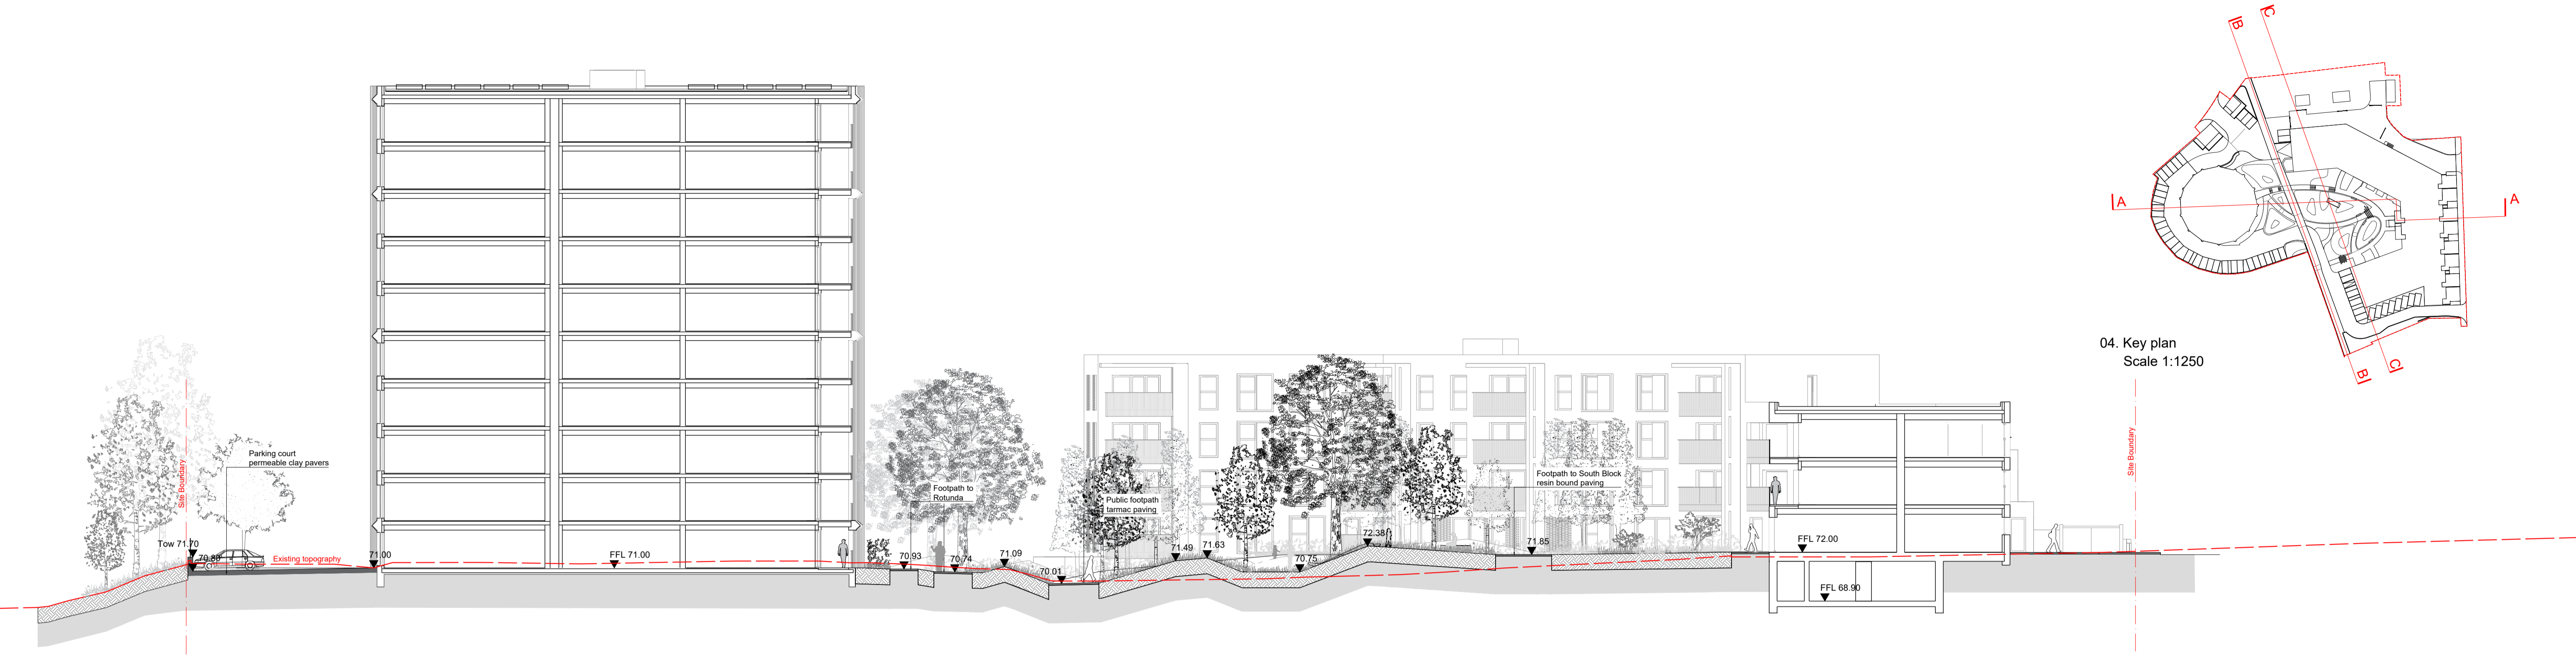 B
C
A
A
04. Key plan
Scale 1:1250
B
C
Parking court
permeable clay pavers
Site Boundary
Tow 71.70
70.80
Existing topography
71.00
FFL 71.00
Footpath to
Rotunda
70.93
70.74
71.09
70.01
Public footpath
tarmac paving
71.49
71.63
70.75
72.38
Footpath to South Block
resin bound paving
71.85
FFL 72.00
FFL 68.90
Site Boundary